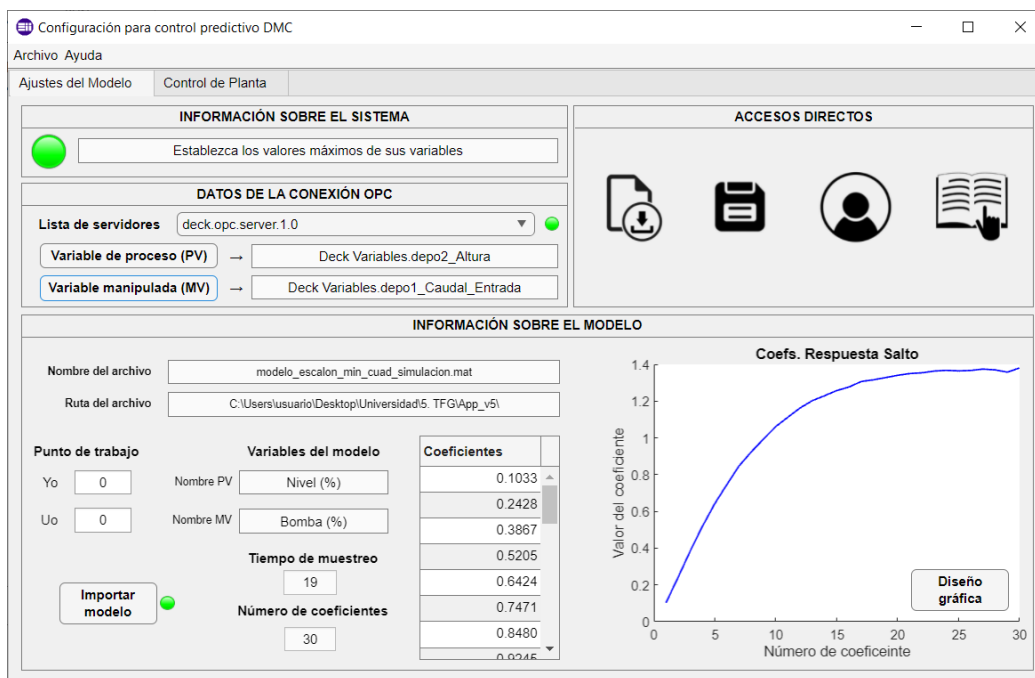 Configuración para control predictivo DMC
Archivo Ayuda
Ajustes del Modelo Control de Planta
INFORMACIÓN SOBRE EL SISTEMA
Establezca los valores máximos de sus variables
ACCESOS DIRECTOS
DATOS DE LA CONEXIÓN OPC
Lista de servidores deck.opc.server.1.0
Variable de proceso (PV) → Deck Variables.depo2_Altura
Variable manipulada (MV) → Deck Variables.depo1_Caudal_Entrada
INFORMACIÓN SOBRE EL MODELO
Nombre del archivo modelo_escalon_min_cuad_simulacion.mat
Ruta del archivo C:\Users\usuario\Desktop\Universidad\5. TFG\App_v5\
Punto de trabajo
Yo 0
Uo 0
Importar
modelo
Variables del modelo
Nombre PV Nivel (%)
Nombre MV Bomba (%)
Tiempo de muestreo
19
Número de coeficientes
30
Coeficientes
0.1033
0.2428
0.3867
0.5205
0.6424
0.7471
0.8480
0.9245
Coefs. Respuesta Salto
Valor del coeficiente
1.4
1.2
1
0.8
0.6
0.4
0.2
0
0 5 10 15 20 25 30
Número de coeficeinte
Diseño
gráfica